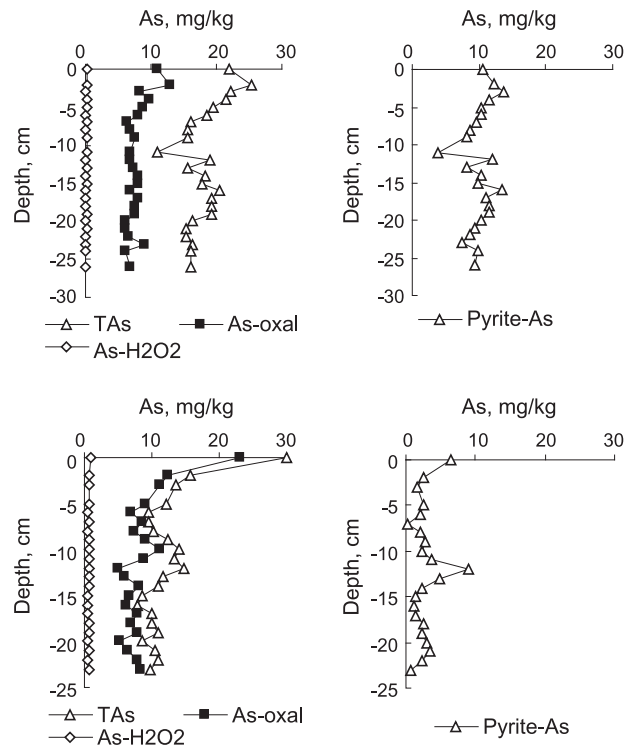 As, mg/kg
0 10 20 30
0
-5
-10
-15
-20
-25
-30
Depth, cm
TAs As-oxal
As-H2O2
As, mg/kg
0 10 20 30
0
-5
-10
-15
-20
-25
-30
Depth, cm
Pyrite-As
As, mg/kg
0 10 20 30
0
-5
-10
-15
-20
-25
Depth, cm
TAs As-oxal
As-H2O2
As, mg/kg
0 10 20 30
0
-5
-10
-15
-20
-25
Depth, cm
Pyrite-As